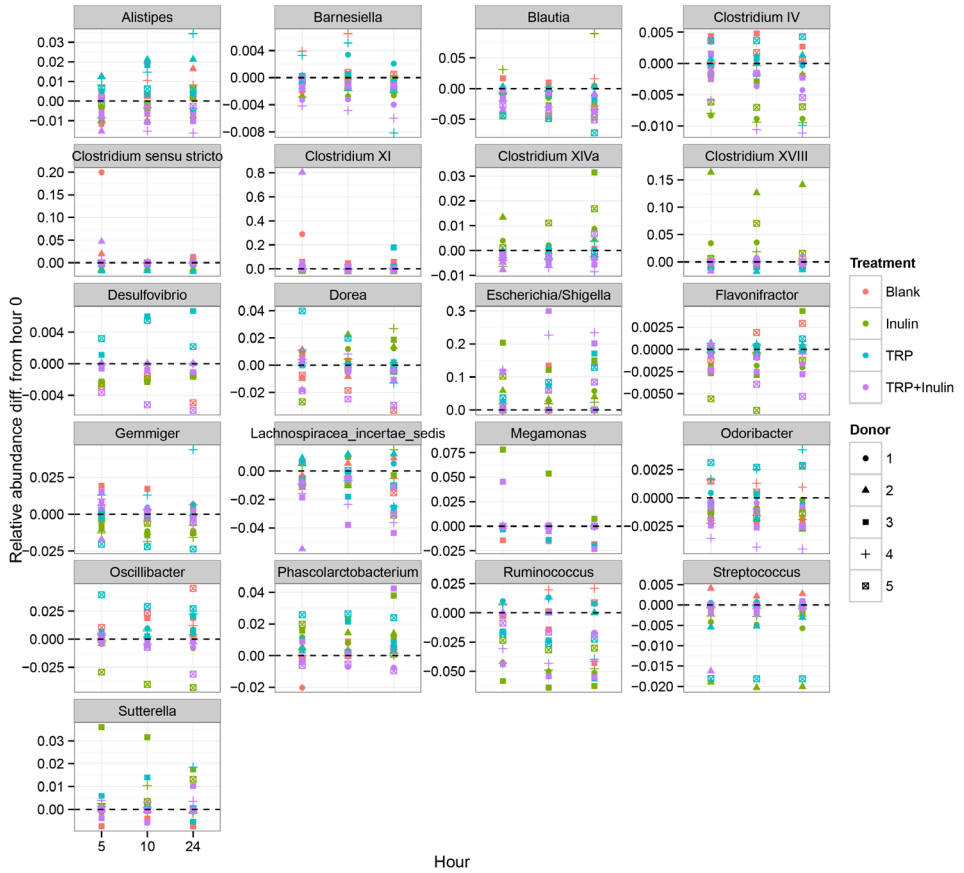 Alistipes Barnesiella Blautia Clostridium IV
0.03 0.02 0.01 0.00 −0.01
0.004 0.000 −0.004 −0.008
0.05 0.00 −0.05
0.005 0.000 −0.005 −0.010
Clostridium sensu stricto Clostridium XI Clostridium XIVa Clostridium XVIII
0.20 0.15 0.10 0.05 0.00
0.8 0.6 0.4 0.2 0.0
0.03 0.02 0.01 0.00 −0.01
0.15 0.10 0.05 0.00
Desulfovibrio Dorea Escherichia/Shigella Flavonifractor
0.004 0.000 −0.004
0.04 0.02 0.00 −0.02
0.3 0.2 0.1 0.0
0.0025 0.0000 −0.0025 −0.0050
Gemmiger Lachnospiracea_incertae_sedis Megamonas Odoribacter
0.050 0.025 0.000 −0.025
0.00 −0.02 −0.04
0.075 0.050 0.025 0.000 −0.025
0.0025 0.0000 −0.0025
Oscillibacter Phascolarctobacterium Ruminococcus Streptococcus
0.025 0.000 −0.025
0.04 0.02 0.00 −0.02
0.025 0.000 −0.025 −0.050
0.005 0.000 −0.005 −0.010 −0.015 −0.020
Sutterella
0.03 0.02 0.01 0.00
5 10 24
Hour
Relative abundance diff. from hour 0
Treatment
Blank
Inulin
TRP
TRP+Inulin
Donor
1
2
3
4
5